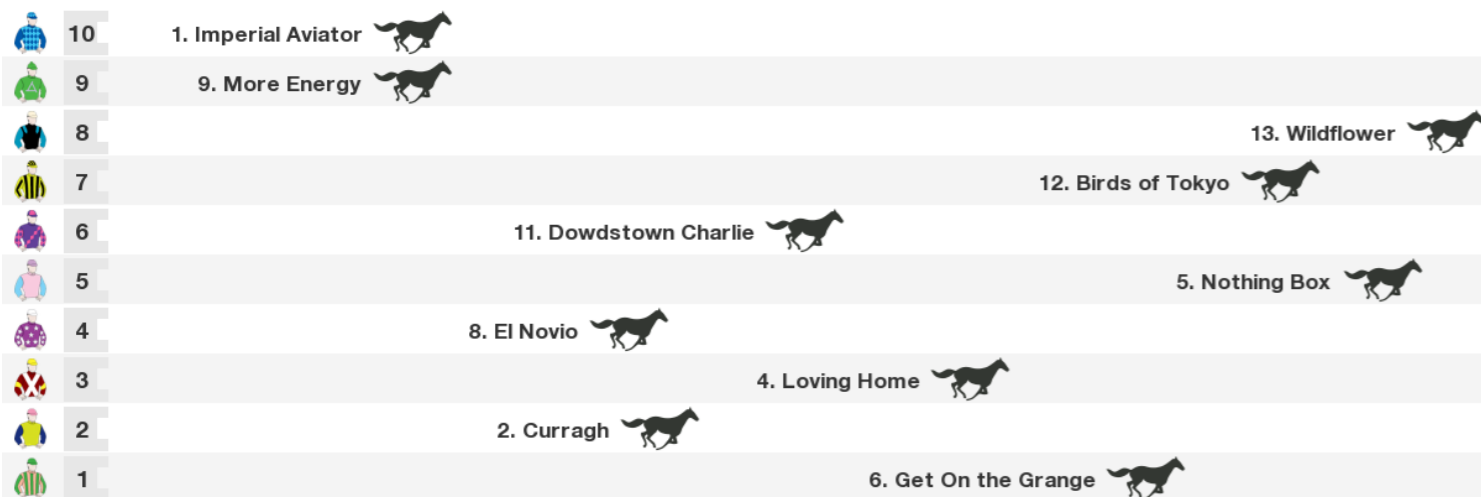 10 1. Imperial Aviator
9 9. More Energy
8 13. Wildflower
7 12. Birds of Tokyo
6 11. Dowdstown Charlie
5 5. Nothing Box
4 8. El Novio
3 4. Loving Home
2 2. Curragh
1 6. Get On the Grange